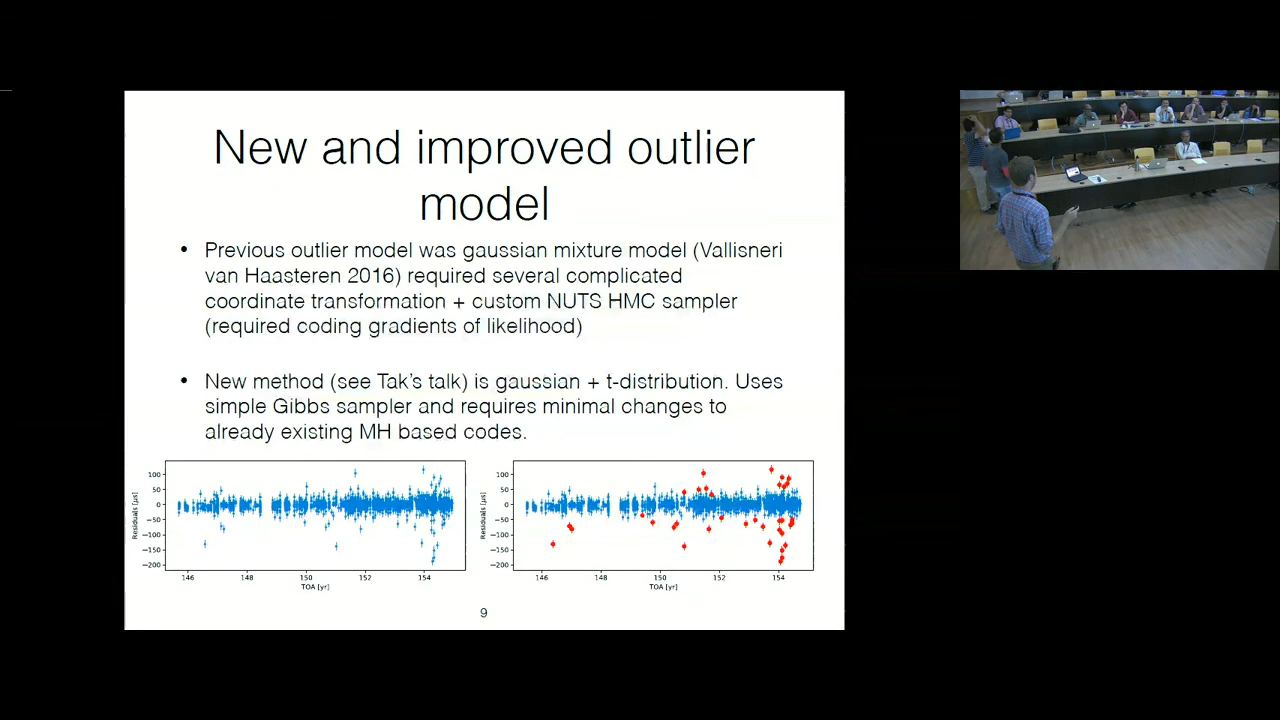 New and improved outlier
model
• Previous outlier model was gaussian mixture model (Vallisneri
van Haasteren 2016) required several complicated
coordinate transformation + custom NUTS HMC sampler
(required coding gradients of likelihood)
• New method (see Tak's talk) is gaussian + t-distribution. Uses
simple Gibbs sampler and requires minimal changes to
already existing MH based codes.
100
50
0
−50
−100
−150
−200
Residuals [μs]
146 148 150 152 154
TOA [yr]
100
50
0
−50
−100
−150
−200
Residuals [μs]
146 148 150 152 154
TOA [yr]
9